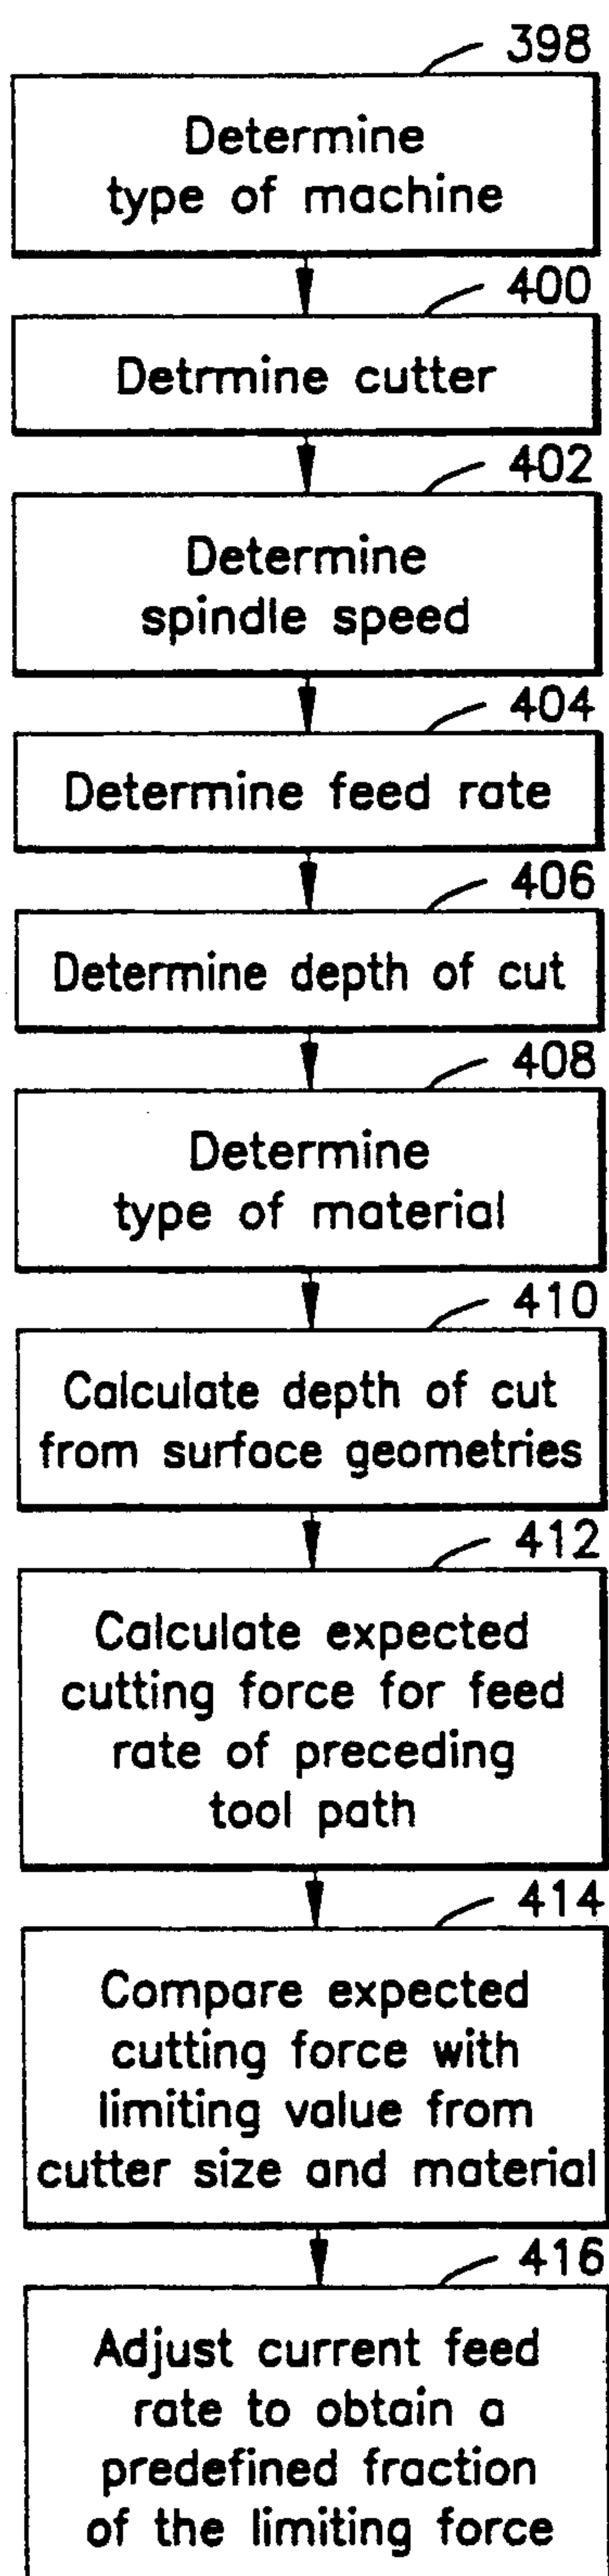 398
Determine
type of machine
400
Detrmine cutter
402
Determine
spindle speed
404
Determine feed rate
406
Determine depth of cut
408
Determine
type of material
410
Calculate depth of cut
from surface geometries
412
Calculate expected
cutting force for feed
rate of preceding
tool path
414
Compare expected
cutting force with
limiting value from
cutter size and material
416
Adjust current feed
rate to obtain a
predefined fraction
of the limiting force